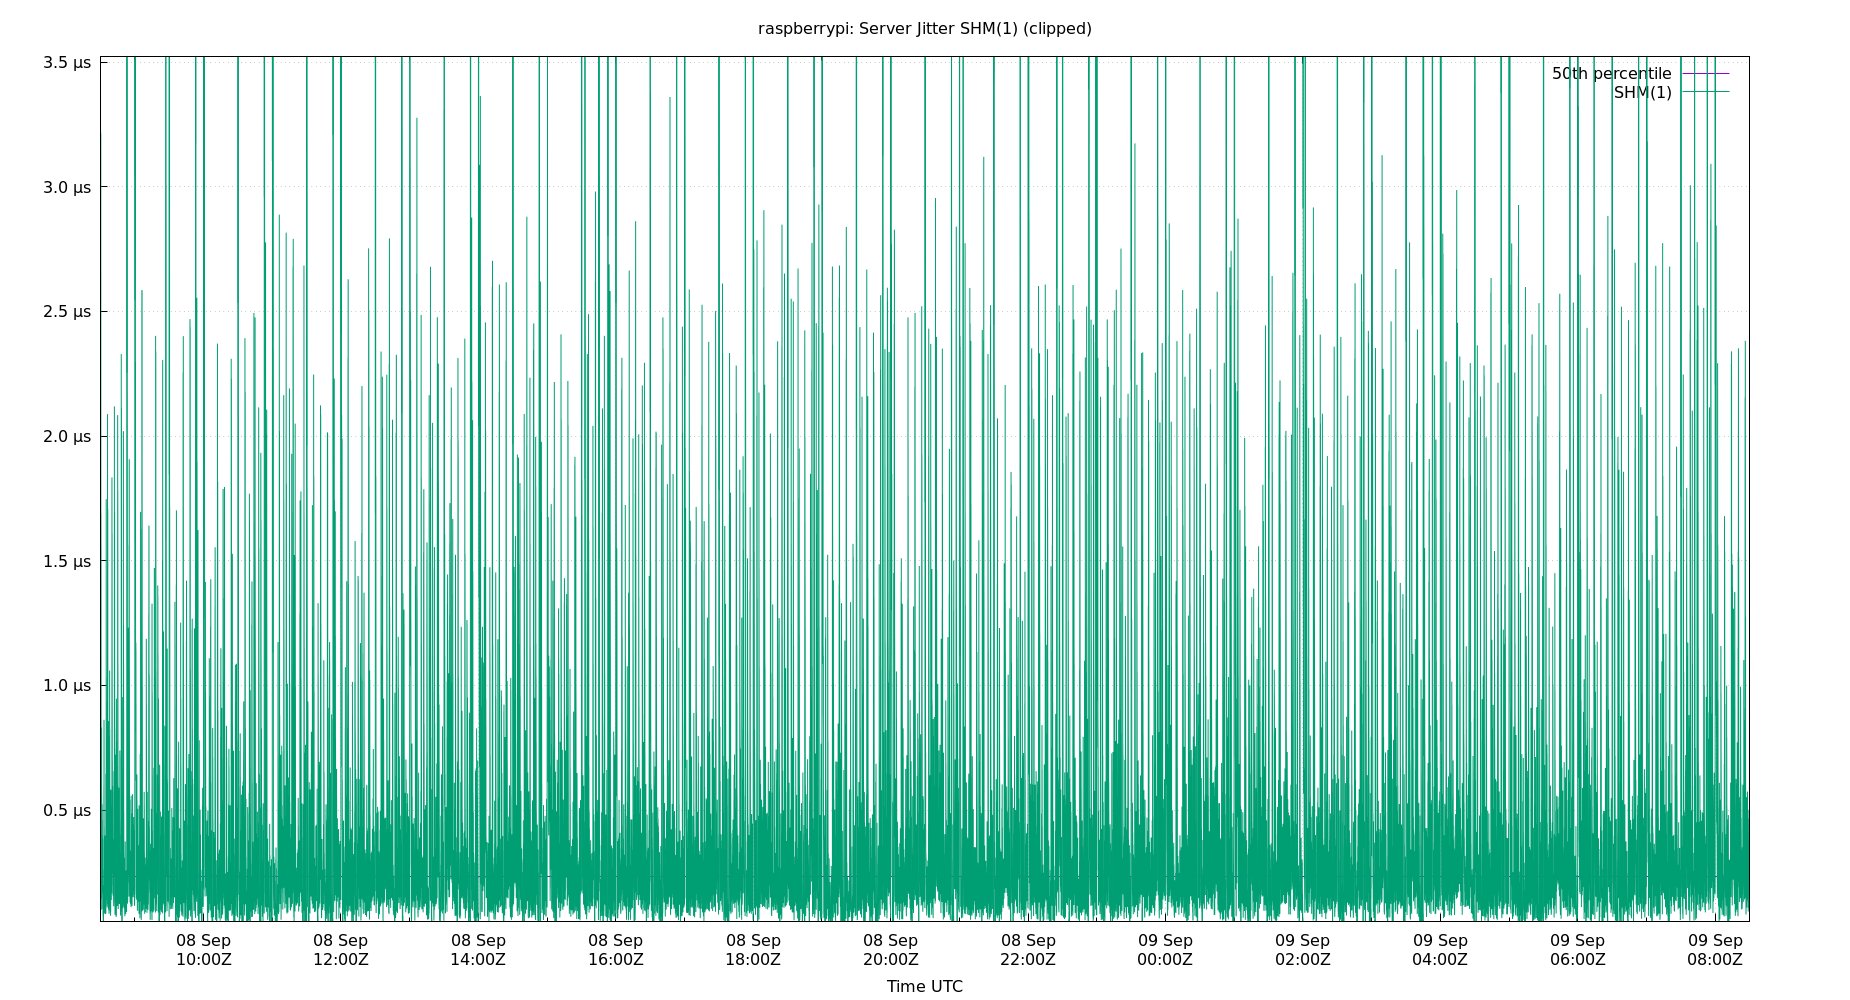 raspberrypi: Server Jitter SHM(1) (clipped)
3.5 µs
50th percentile
SHM(1)
3.0 µs
2.5 µs
2.0 µs
1.5 µs
1.0 µs
0.5 µs
08 Sep 08 Sep 08 Sep 08 Sep 08 Sep 08 Sep 08 Sep 09 Sep 09 Sep 09 Sep 09 Sep 09 Sep
10:00Z 12:00Z 14:00Z 16:00Z 18:00Z 20:00Z 22:00Z 00:00Z 02:00Z 04:00Z 06:00Z 08:00Z
Time UTC